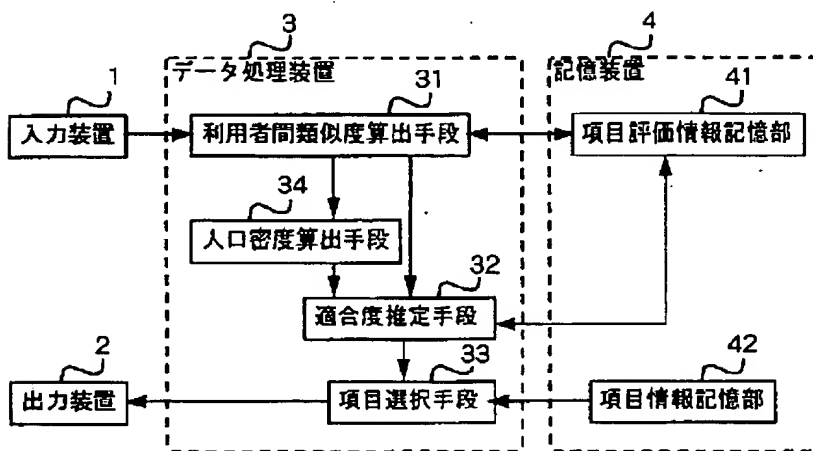 3
4
データ処理装置
記憶装置
1
31
41
入力装置
利用者間類似度算出手段
項目評価情報記憶部
34
人口密度算出手段
32
適合度推定手段
2
33
42
出力装置
項目選択手段
項目情報記憶部